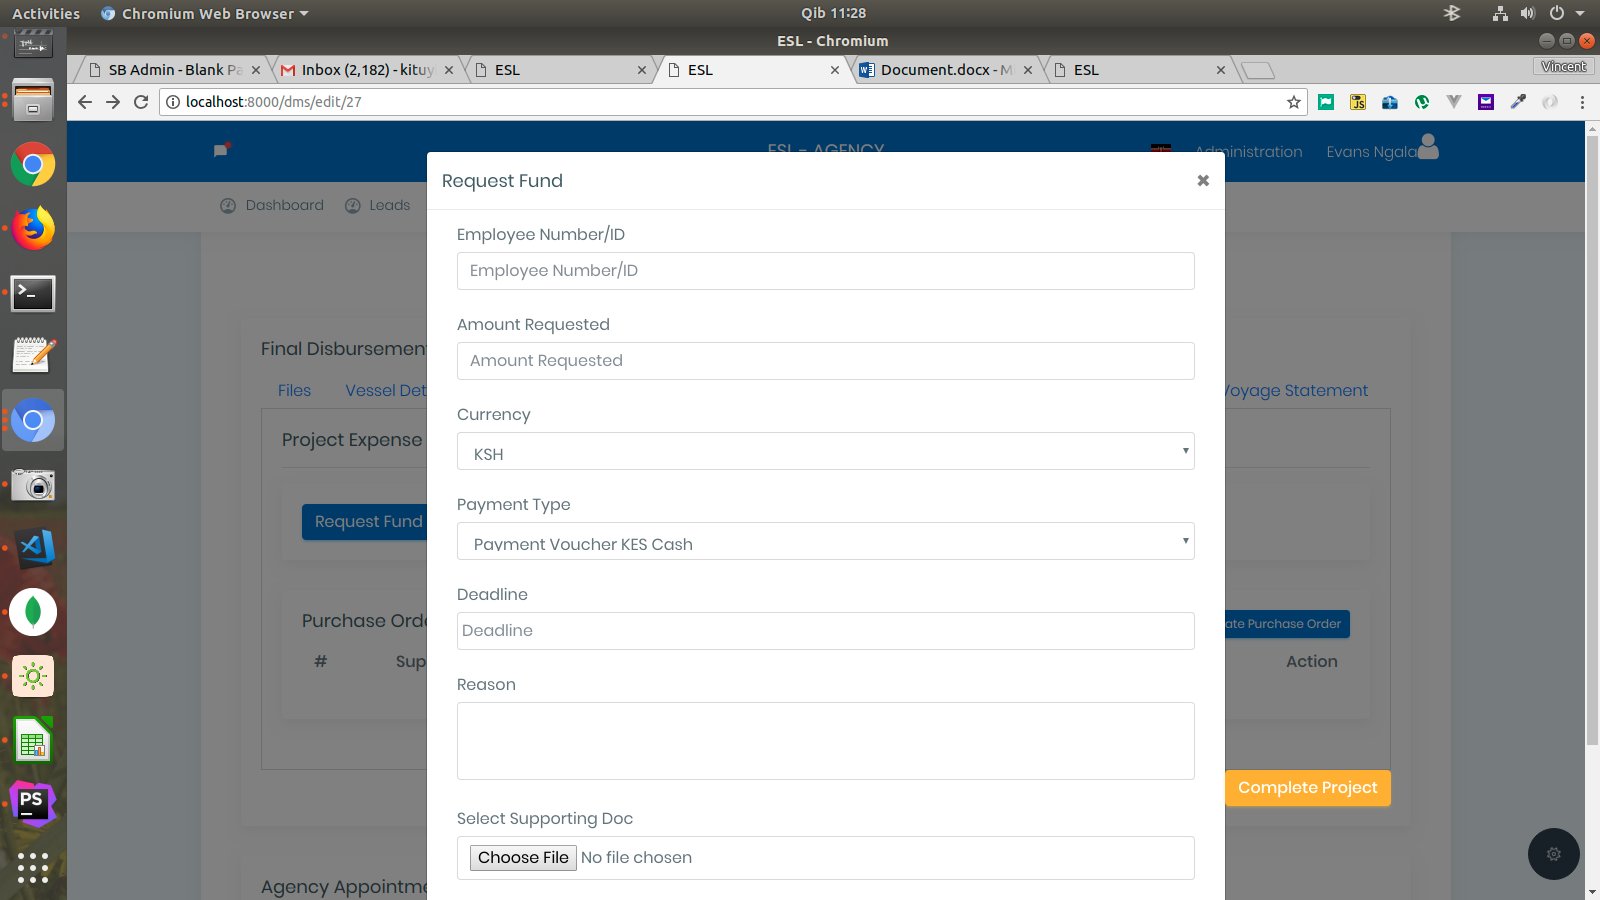 Activities
Chromium Web Browser
Qib 11:28
ESL - Chromium
SB Admin - Blank Pa
Inbox (2,182) - kituy
ESL
ESL
Document.docx - M
ESL
Vincent
localhost:8000/dms/edit/27
ESL - AGENCY
Administration
Evans Ngala
Dashboard
Leads
Request Fund
Employee Number/ID
Employee Number/ID
Amount Requested
Amount Requested
Currency
KSH
Payment Type
Payment Voucher KES Cash
Deadline
Deadline
Reason
Select Supporting Doc
Choose File No file chosen
Final Disbursemen
Files
Vessel Det
Voyage Statement
Project Expense
Request Fund
Purchase Orde
ate Purchase Order
#
Sup
Action
Complete Project
Agency Appointme
JS
PS